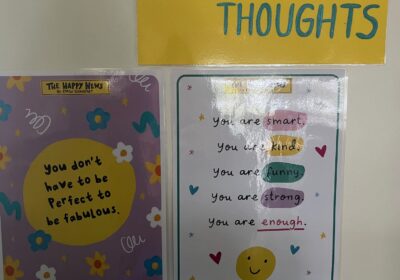 THOUGHTS
THE HAPPY NEWS
You don't
have to be
Perfect to
be fabulous.
You are smart.
You are kind.
You are funny.
You are strong.
You are enough.